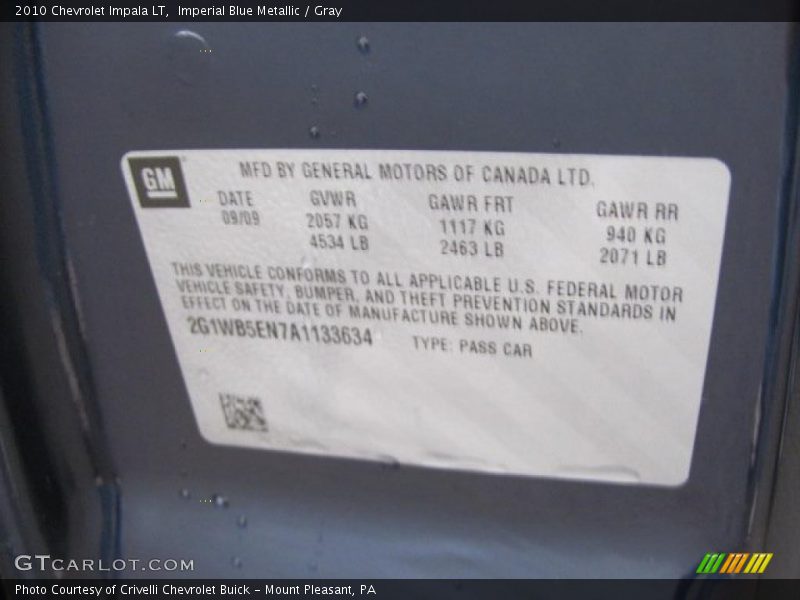 2010 Chevrolet Impala LT,  Imperial Blue Metallic / Gray
GM
MFD BY GENERAL MOTORS OF CANADA LTD.
DATE GVWR GAWR FRT GAWR RR
09/09 2057 KG 1117 KG 940 KG
4534 LB 2463 LB 2071 LB
THIS VEHICLE CONFORMS TO ALL APPLICABLE U.S. FEDERAL MOTOR
VEHICLE SAFETY, BUMPER, AND THEFT PREVENTION STANDARDS IN
EFFECT ON THE DATE OF MANUFACTURE SHOWN ABOVE.
2G1WB5EN7A1133634 TYPE: PASS CAR
GTCARLOT.COM
Photo Courtesy of Crivelli Chevrolet Buick - Mount Pleasant, PA